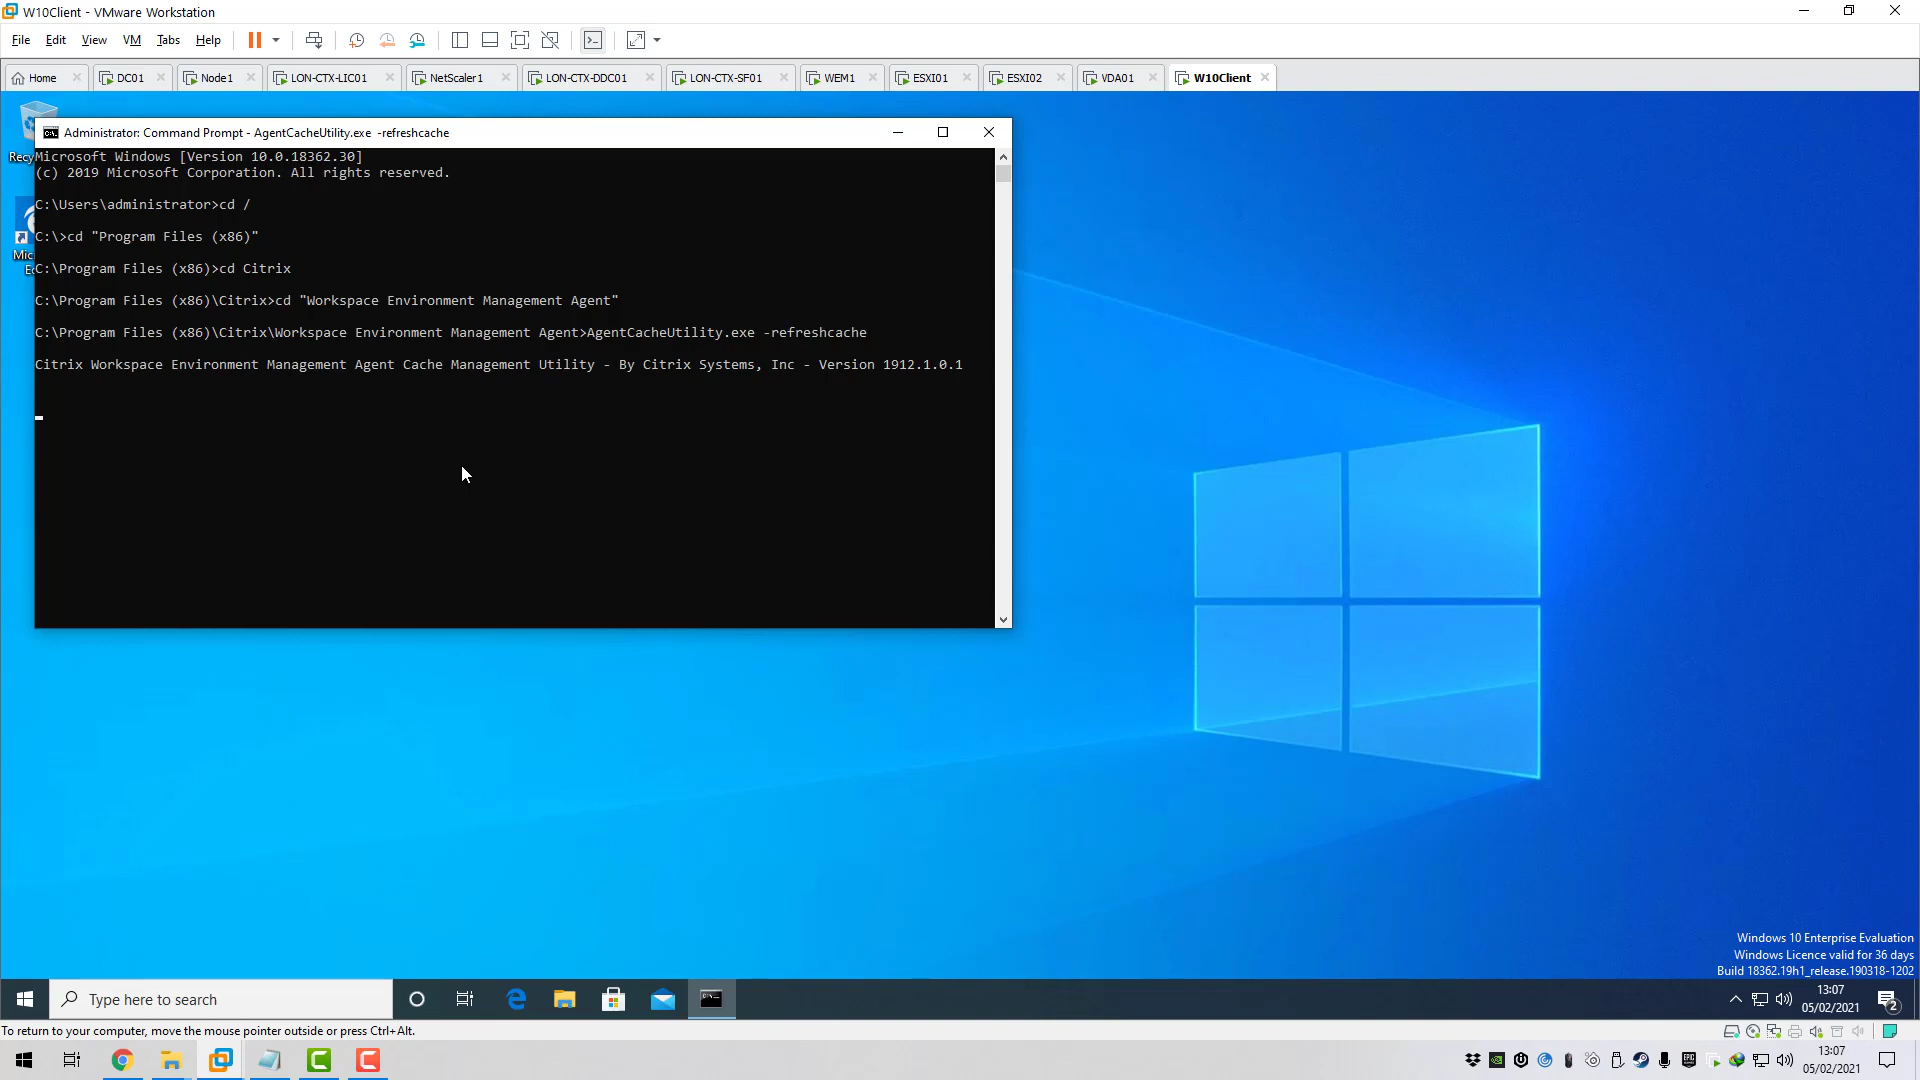 W10Client - VMware Workstation
File Edit View VM Tabs Help
Home DC01 Node1 LON-CTX-LIC01 NetScaler1 LON-CTX-DDC01 LON-CTX-SF01 WEM1 ESXI01 ESXI02 VDA01 W10Client
Administrator: Command Prompt - AgentCacheUtility.exe -refreshcache
Microsoft Windows [Version 10.0.18362.30]
(c) 2019 Microsoft Corporation. All rights reserved.
C:\Users\administrator>cd /
C:\>cd "Program Files (x86)"
C:\Program Files (x86)>cd Citrix
C:\Program Files (x86)\Citrix>cd "Workspace Environment Management Agent"
C:\Program Files (x86)\Citrix\Workspace Environment Management Agent>AgentCacheUtility.exe -refreshcache
Citrix Workspace Environment Management Agent Cache Management Utility - By Citrix Systems, Inc - Version 1912.1.0.1
Recy
Mic
E
Windows 10 Enterprise Evaluation
Windows Licence valid for 36 days
Build 18362.19h1_release.190318-1202
Type here to search
13:07
05/02/2021
2
To return to your computer, move the mouse pointer outside or press Ctrl+Alt.
13:07
05/02/2021